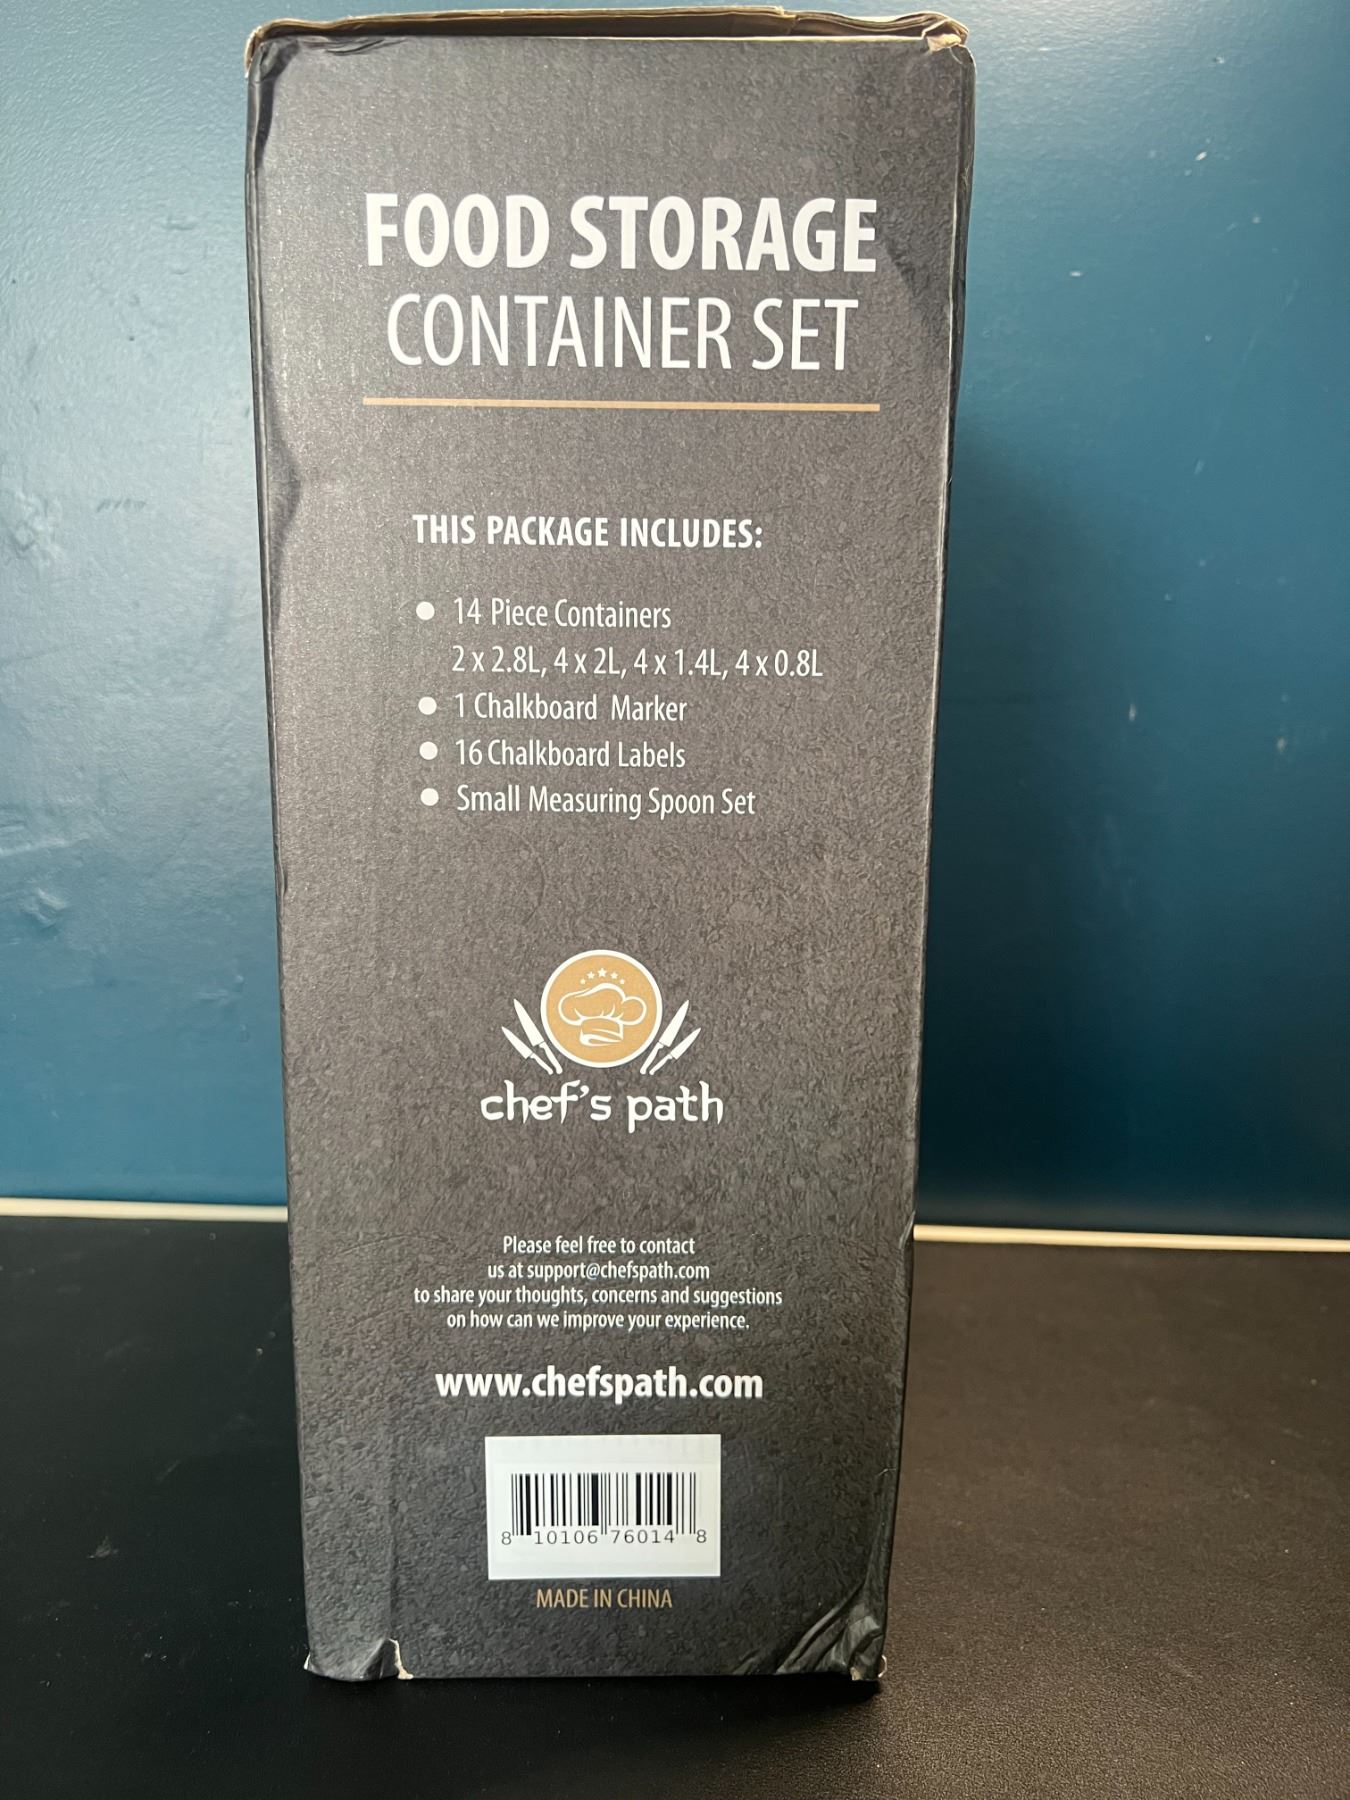 FOOD STORAGE
CONTAINER SET
THIS PACKAGE INCLUDES:
● 14 Piece Containers
2 x 2.8L, 4 x 2L, 4 x 1.4L, 4 x 0.8L
● 1 Chalkboard Marker
● 16 Chalkboard Labels
● Small Measuring Spoon Set
chef's path
Please feel free to contact
us at support@chefspath.com
to share your thoughts, concerns and suggestions
on how can we improve your experience.
www.chefspath.com
8 10106 76014 8
MADE IN CHINA